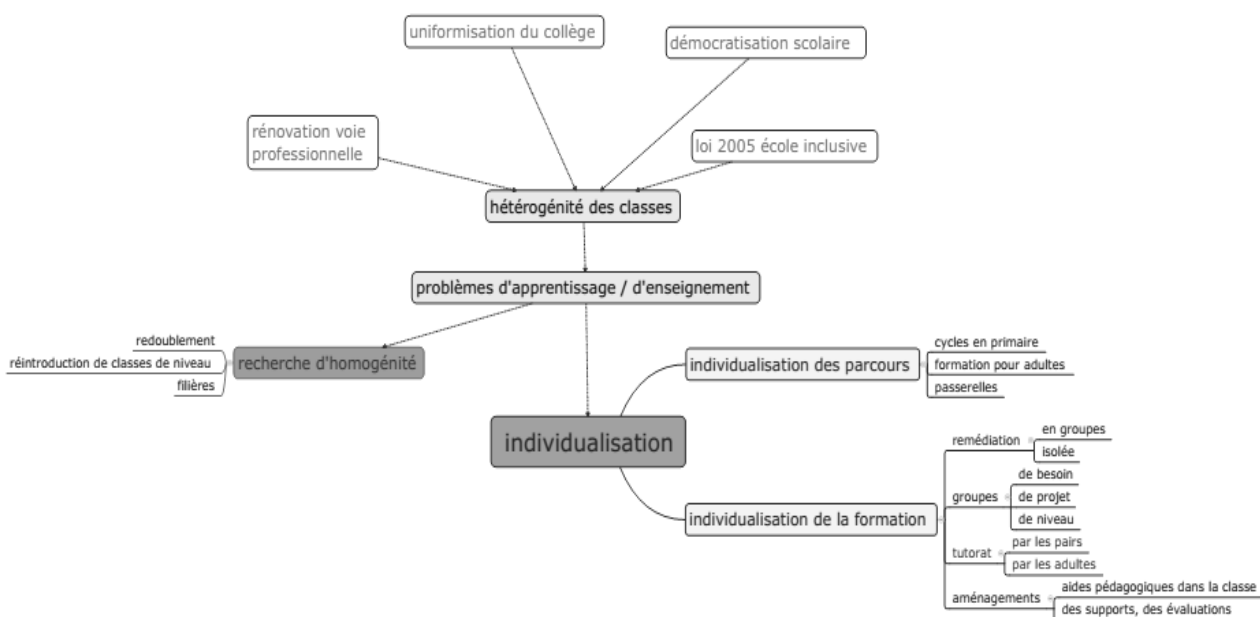 uniformisation du collège
démocratisation scolaire
rénovation voie
professionnelle
loi 2005 école inclusive
hétérogénité des classes
problèmes d'apprentissage / d'enseignement
redoublement
réintroduction de classes de niveau
filières
recherche d'homogénité
individualisation
individualisation des parcours
cycles en primaire
formation pour adultes
passerelles
individualisation de la formation
remédiation
en groupes
isolée
groupes
de besoin
de projet
de niveau
tutorat
par les pairs
par les adultes
aménagements
aides pédagogiques dans la classe
des supports, des évaluations